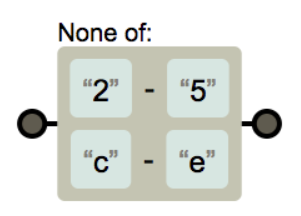 None of:
“2” - “5”
“c” - “e”